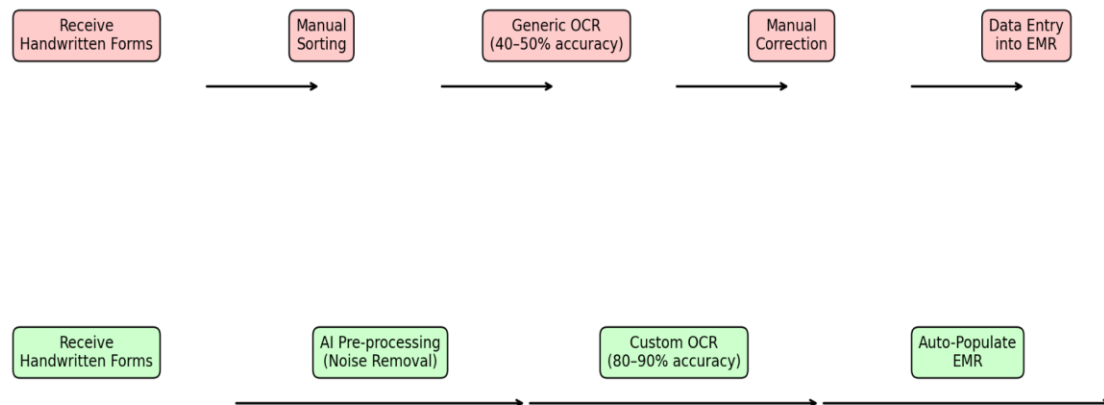 Receive
Handwritten Forms
Manual
Sorting
Generic OCR
(40–50% accuracy)
Manual
Correction
Data Entry
into EMR
Receive
Handwritten Forms
AI Pre-processing
(Noise Removal)
Custom OCR
(80–90% accuracy)
Auto-Populate
EMR